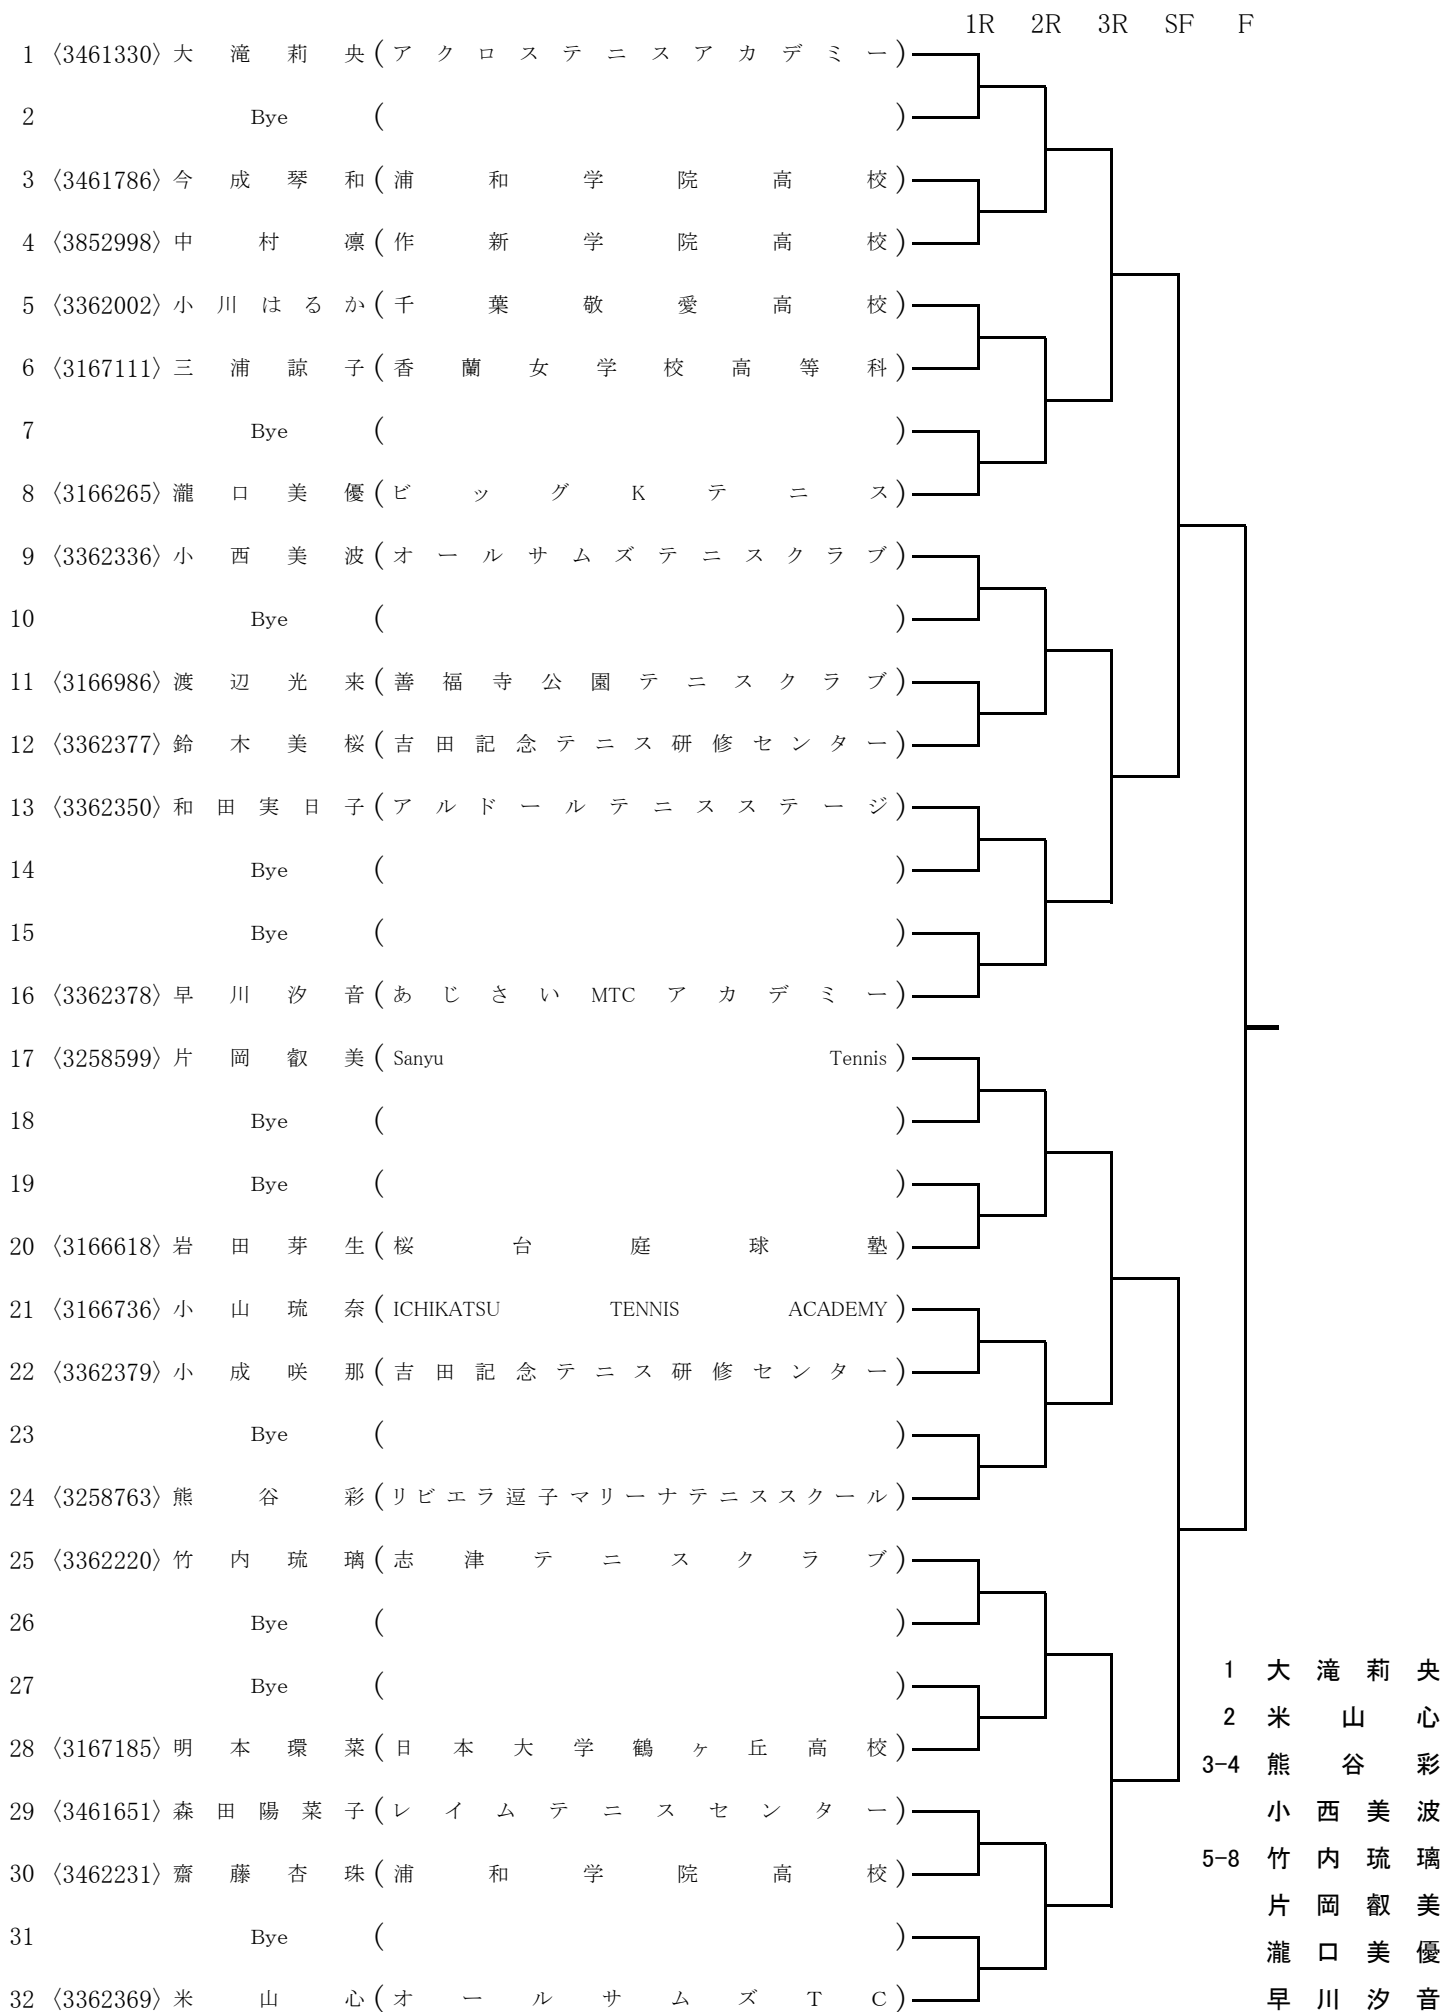 1R 2R 3R SF F
1 〈3461330〉 大滝莉央 (アクロステニスアカデミー)
2 Bye ( )
3 〈3461786〉 今成琴和 (浦和学院高校)
4 〈3852998〉 中村凛 (作新学院高校)
5 〈3362002〉 小川はるか (千葉敬愛高校)
6 〈3167111〉 三浦諒子 (香蘭女学校高等科)
7 Bye ( )
8 〈3166265〉 瀧口美優 (ビッグKテニス)
9 〈3362336〉 小西美波 (オールサムズテニスクラブ)
10 Bye ( )
11 〈3166986〉 渡辺光来 (善福寺公園テニスクラブ)
12 〈3362377〉 鈴木美桜 (吉田記念テニス研修センター)
13 〈3362350〉 和田実日子 (アルドールテニスステージ)
14 Bye ( )
15 Bye ( )
16 〈3362378〉 早川汐音 (あじさいMTCアカデミー)
17 〈3258599〉 片岡叡美 (Sanyu Tennis)
18 Bye ( )
19 Bye ( )
20 〈3166618〉 岩田芽生 (桜台庭球塾)
21 〈3166736〉 小山琉奈 (ICHIKATSU TENNIS ACADEMY)
22 〈3362379〉 小成咲那 (吉田記念テニス研修センター)
23 Bye ( )
24 〈3258763〉 熊谷彩 (リビエラ逗子マリーナテニススクール)
25 〈3362220〉 竹内琉璃 (志津テニスクラブ)
26 Bye ( )
27 Bye ( )
28 〈3167185〉 明本環菜 (日本大学鶴ヶ丘高校)
29 〈3461651〉 森田陽菜子 (レイムテニスセンター)
30 〈3462231〉 齋藤杏珠 (浦和学院高校)
31 Bye ( )
32 〈3362369〉 米山心 (オールサムズTC)
1 大滝莉央
2 米山心
3-4 熊谷彩
小西美波
5-8 竹内琉璃
片岡叡美
瀧口美優
早川汐音